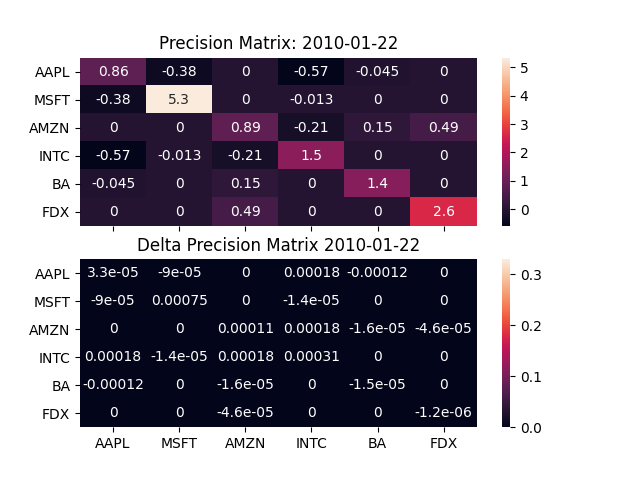 Precision Matrix: 2010-01-22
AAPL 0.86 -0.38 0 -0.57 -0.045 0
MSFT -0.38 5.3 0 -0.013 0 0
AMZN 0 0 0.89 -0.21 0.15 0.49
INTC -0.57 -0.013 -0.21 1.5 0 0
BA -0.045 0 0.15 0 1.4 0
FDX 0 0 0.49 0 0 2.6
5
4
3
2
1
0
Delta Precision Matrix 2010-01-22
AAPL 3.3e-05 -9e-05 0 0.00018 -0.00012 0
MSFT -9e-05 0.00075 0 -1.4e-05 0 0
AMZN 0 0 0.00011 0.00018 -1.6e-05 -4.6e-05
INTC 0.00018 -1.4e-05 0.00018 0.00031 0 0
BA -0.00012 0 -1.6e-05 0 -1.5e-05 0
FDX 0 0 -4.6e-05 0 0 -1.2e-06
AAPL MSFT AMZN INTC BA FDX
0.3
0.2
0.1
0.0